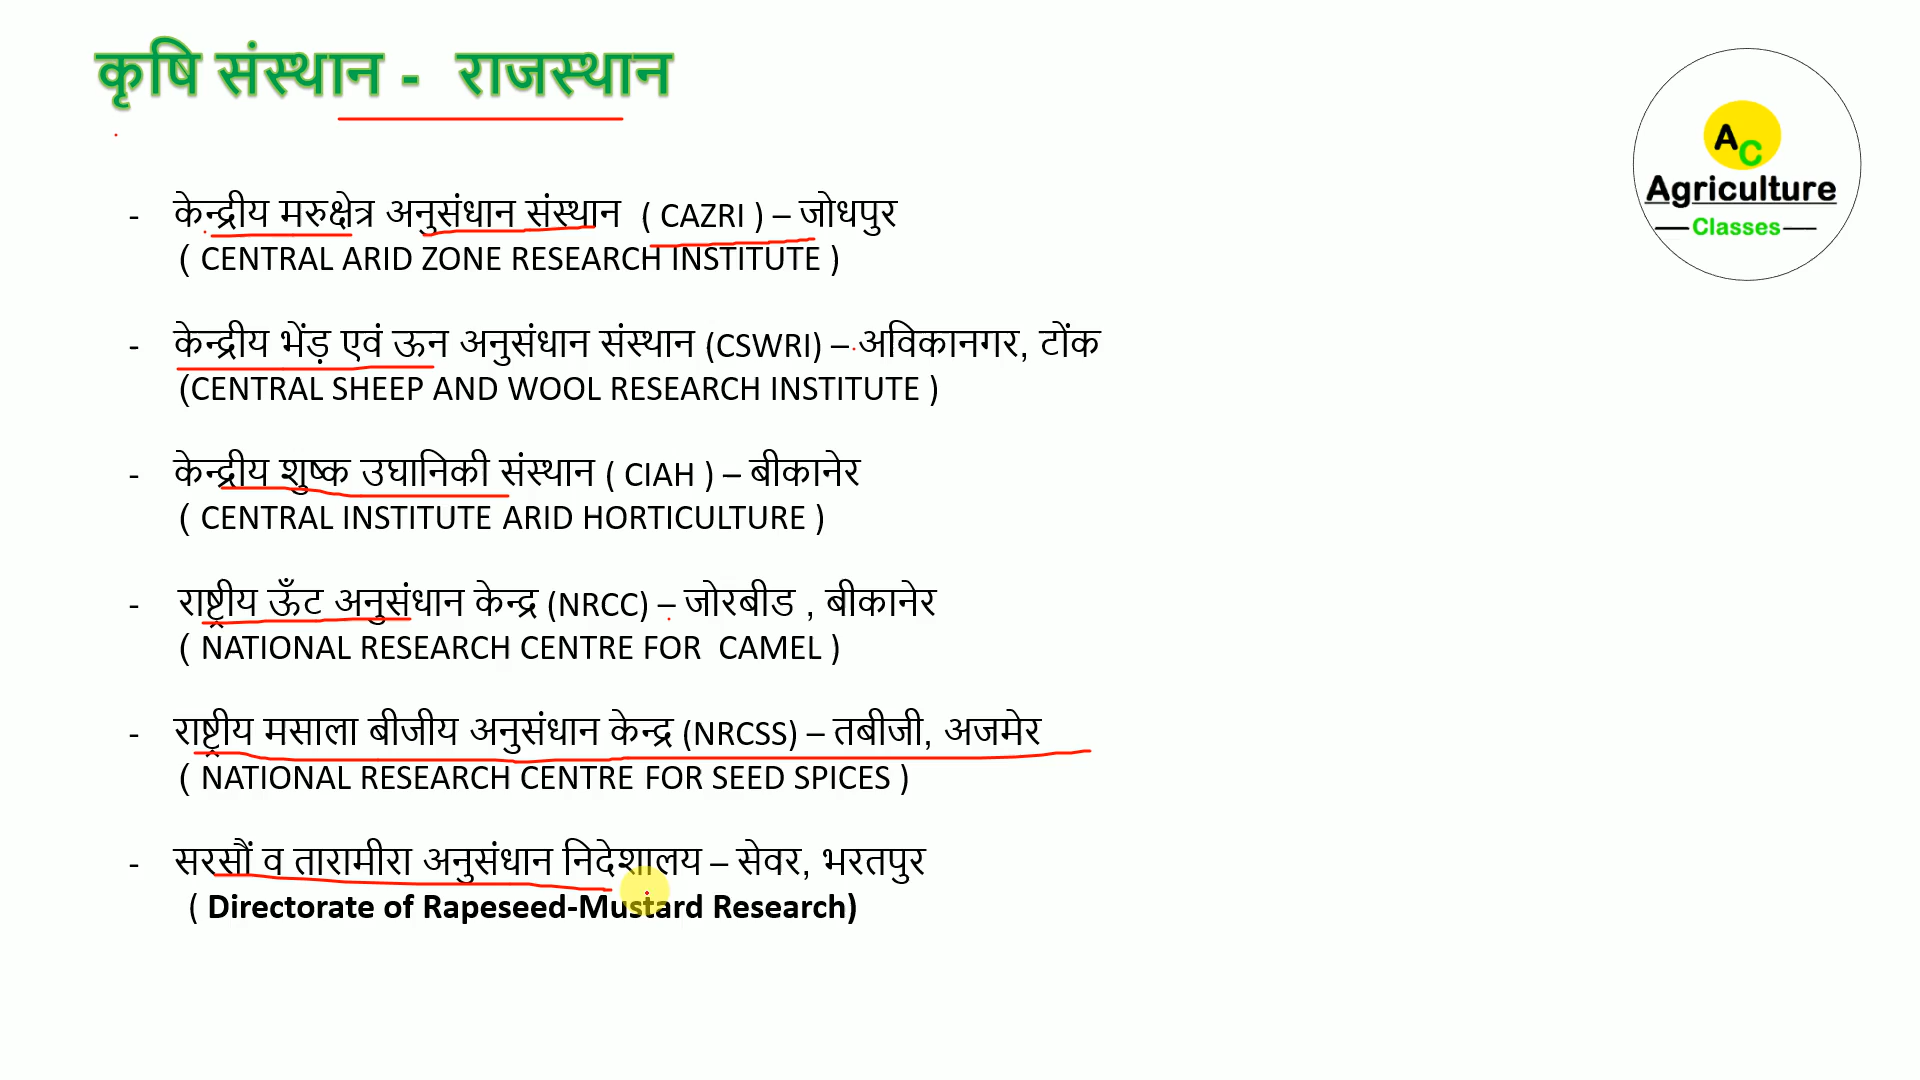 कृषि संस्थान - राजस्थान
A
C
Agriculture
Classes
- केन्द्रीय मरुक्षेत्र अनुसंधान संस्थान ( CAZRI ) – जोधपुर
( CENTRAL ARID ZONE RESEARCH INSTITUTE )
- केन्द्रीय भेंड़ एवं ऊन अनुसंधान संस्थान (CSWRI) – अविकानगर, टोंक
(CENTRAL SHEEP AND WOOL RESEARCH INSTITUTE )
- केन्द्रीय शुष्क उघानिकी संस्थान ( CIAH ) – बीकानेर
( CENTRAL INSTITUTE ARID HORTICULTURE )
- राष्ट्रीय ऊँट अनुसंधान केन्द्र (NRCC) – जोरबीड , बीकानेर
( NATIONAL RESEARCH CENTRE FOR CAMEL )
- राष्ट्रीय मसाला बीजीय अनुसंधान केन्द्र (NRCSS) – तबीजी, अजमेर
( NATIONAL RESEARCH CENTRE FOR SEED SPICES )
- सरसौं व तारामीरा अनुसंधान निदेशालय – सेवर, भरतपुर
( Directorate of Rapeseed-Mustard Research)